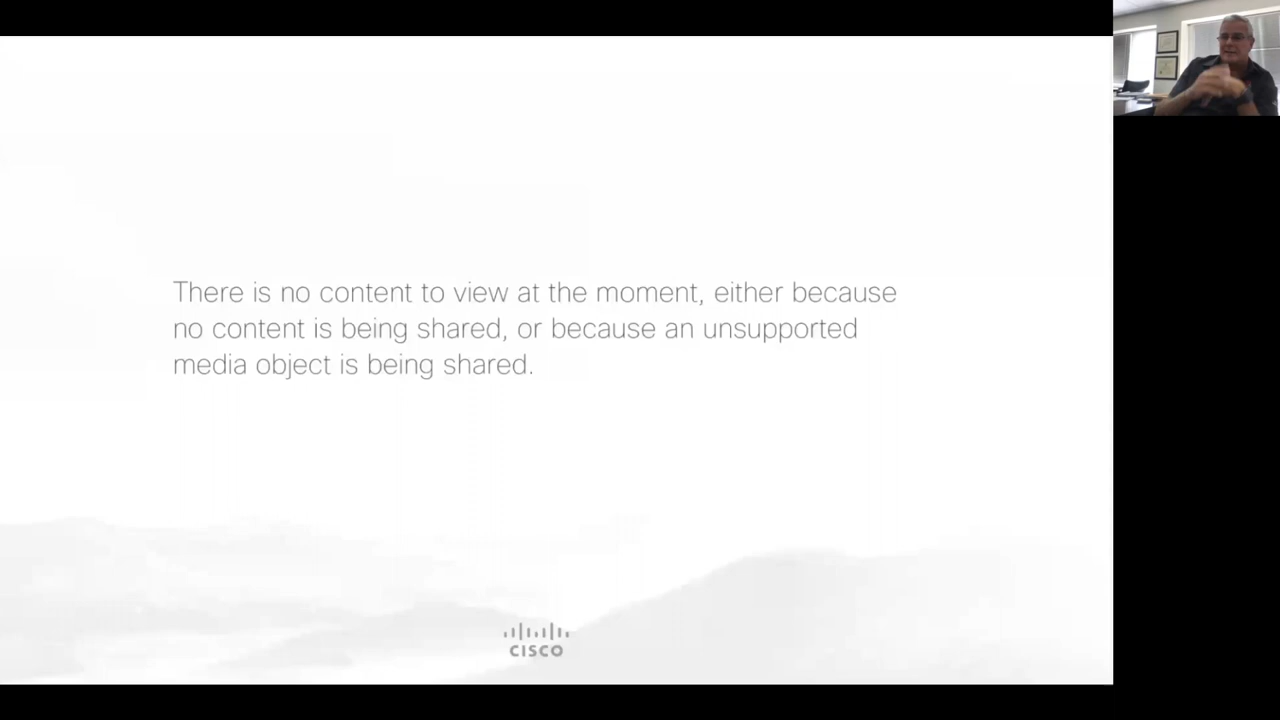 There is no content to view at the moment, either because
no content is being shared, or because an unsupported
media object is being shared.
CISCO